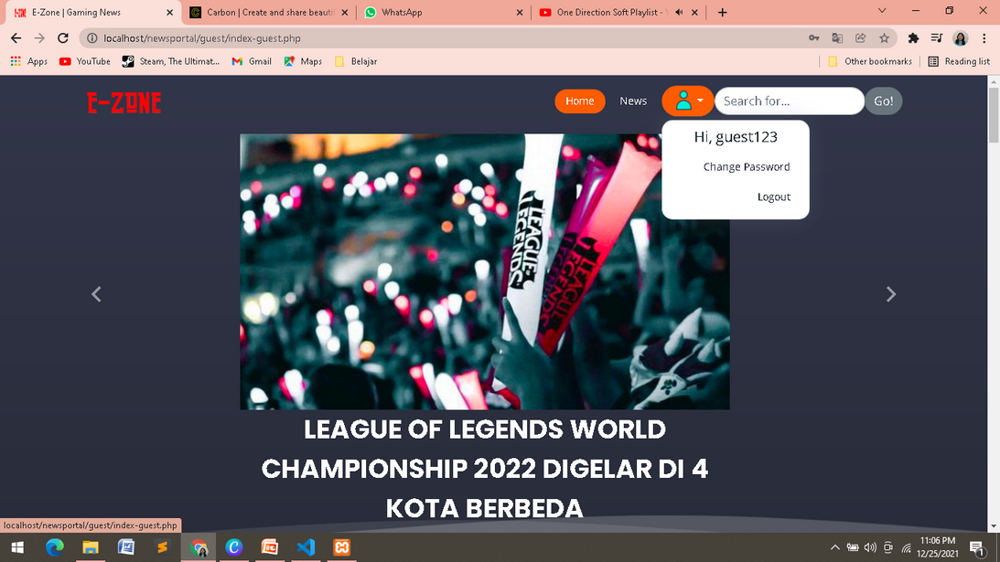 E-Zone | Gaming News
Carbon | Create and share beautif
WhatsApp
One Direction Soft Playlist - Y
localhost/newsportal/guest/index-guest.php
Apps
YouTube
Steam, The Ultimat...
Gmail
Maps
Belajar
Other bookmarks
Reading list
E-ZONE
Home
News
Search for...
Go!
Hi, guest123
Change Password
Logout
LEAGUE LEGENDS
LEAGUE LEGENDS
LEAGUE OF LEGENDS WORLD
CHAMPIONSHIP 2022 DIGELAR DI 4
KOTA BERBEDA
localhost/newsportal/guest/index-guest.php
11:06 PM
12/25/2021
1